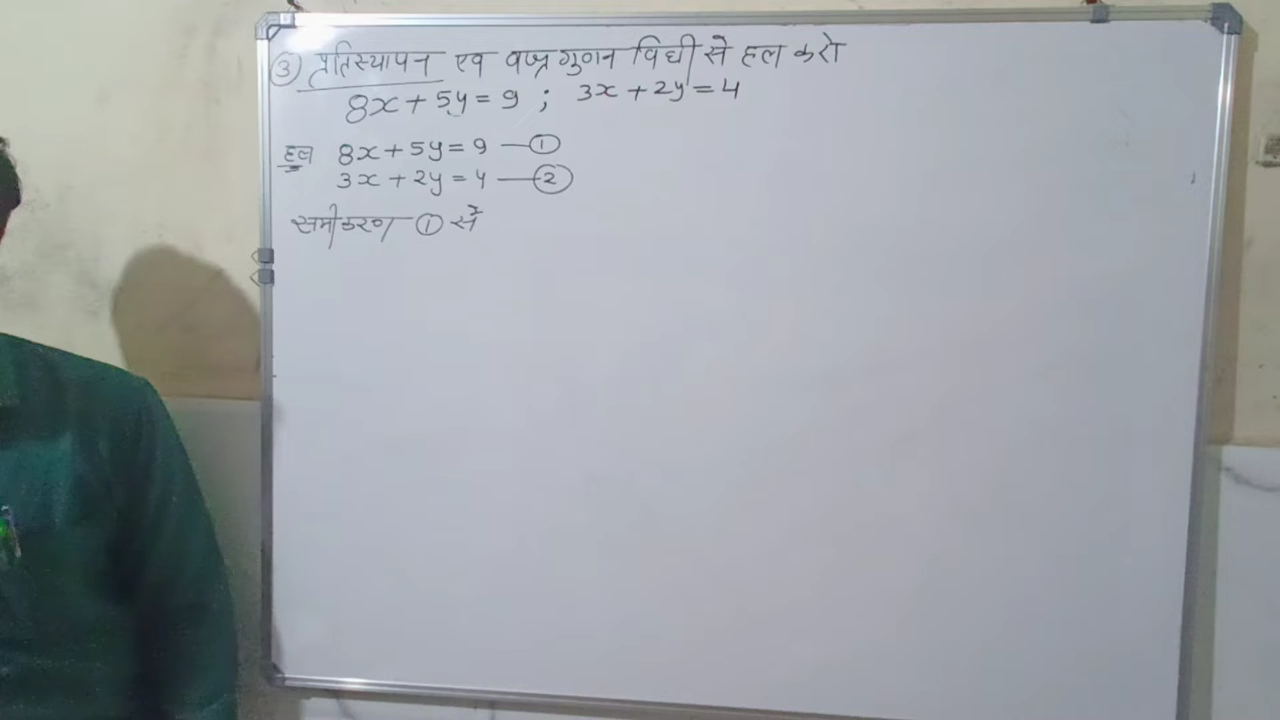 ③ प्रतिस्थापन एव वज्रगुणन विधी से हल करो
8x + 5y = 9 ; 3x + 2y = 4
हल 8x + 5y = 9 — ①
3x + 2y = 4 — ②
समीकरण ① से